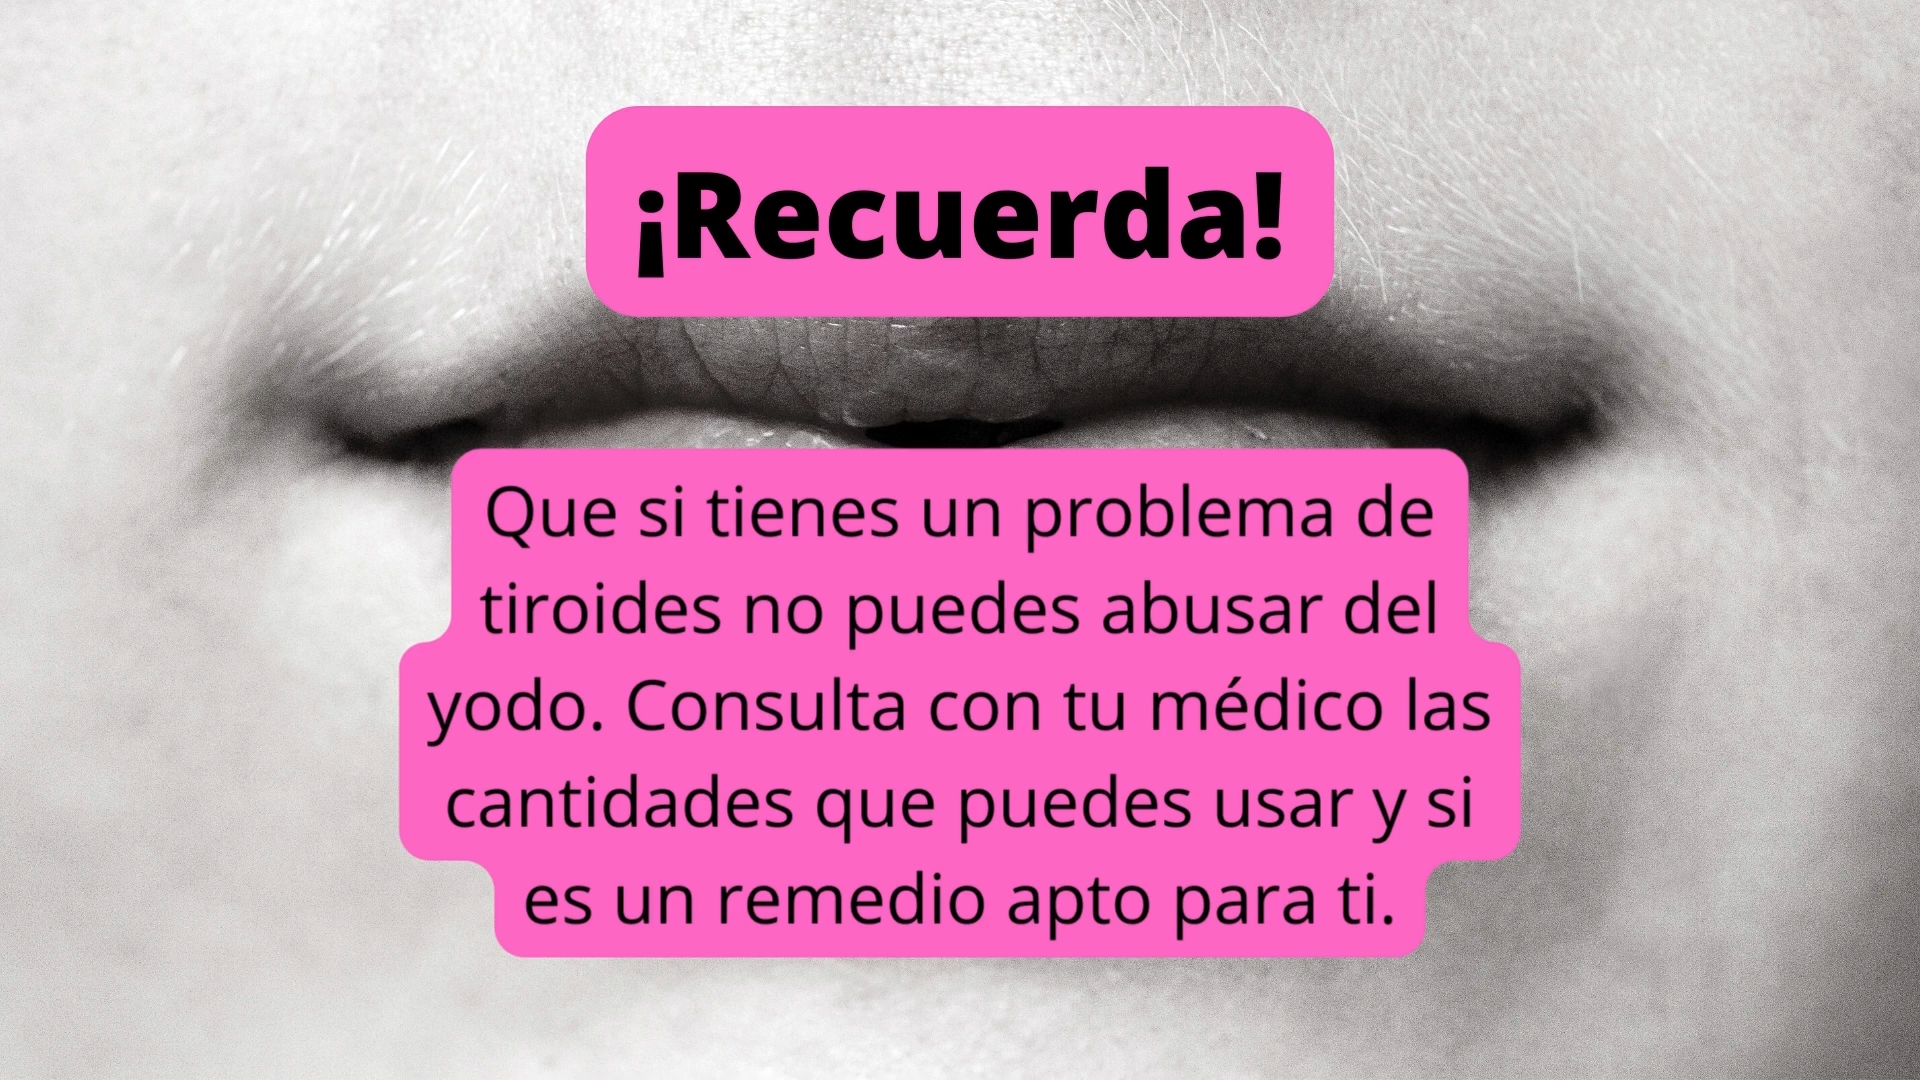 ¡Recuerda!
Que si tienes un problema de
tiroides no puedes abusar del
yodo. Consulta con tu médico las
cantidades que puedes usar y si
es un remedio apto para ti.